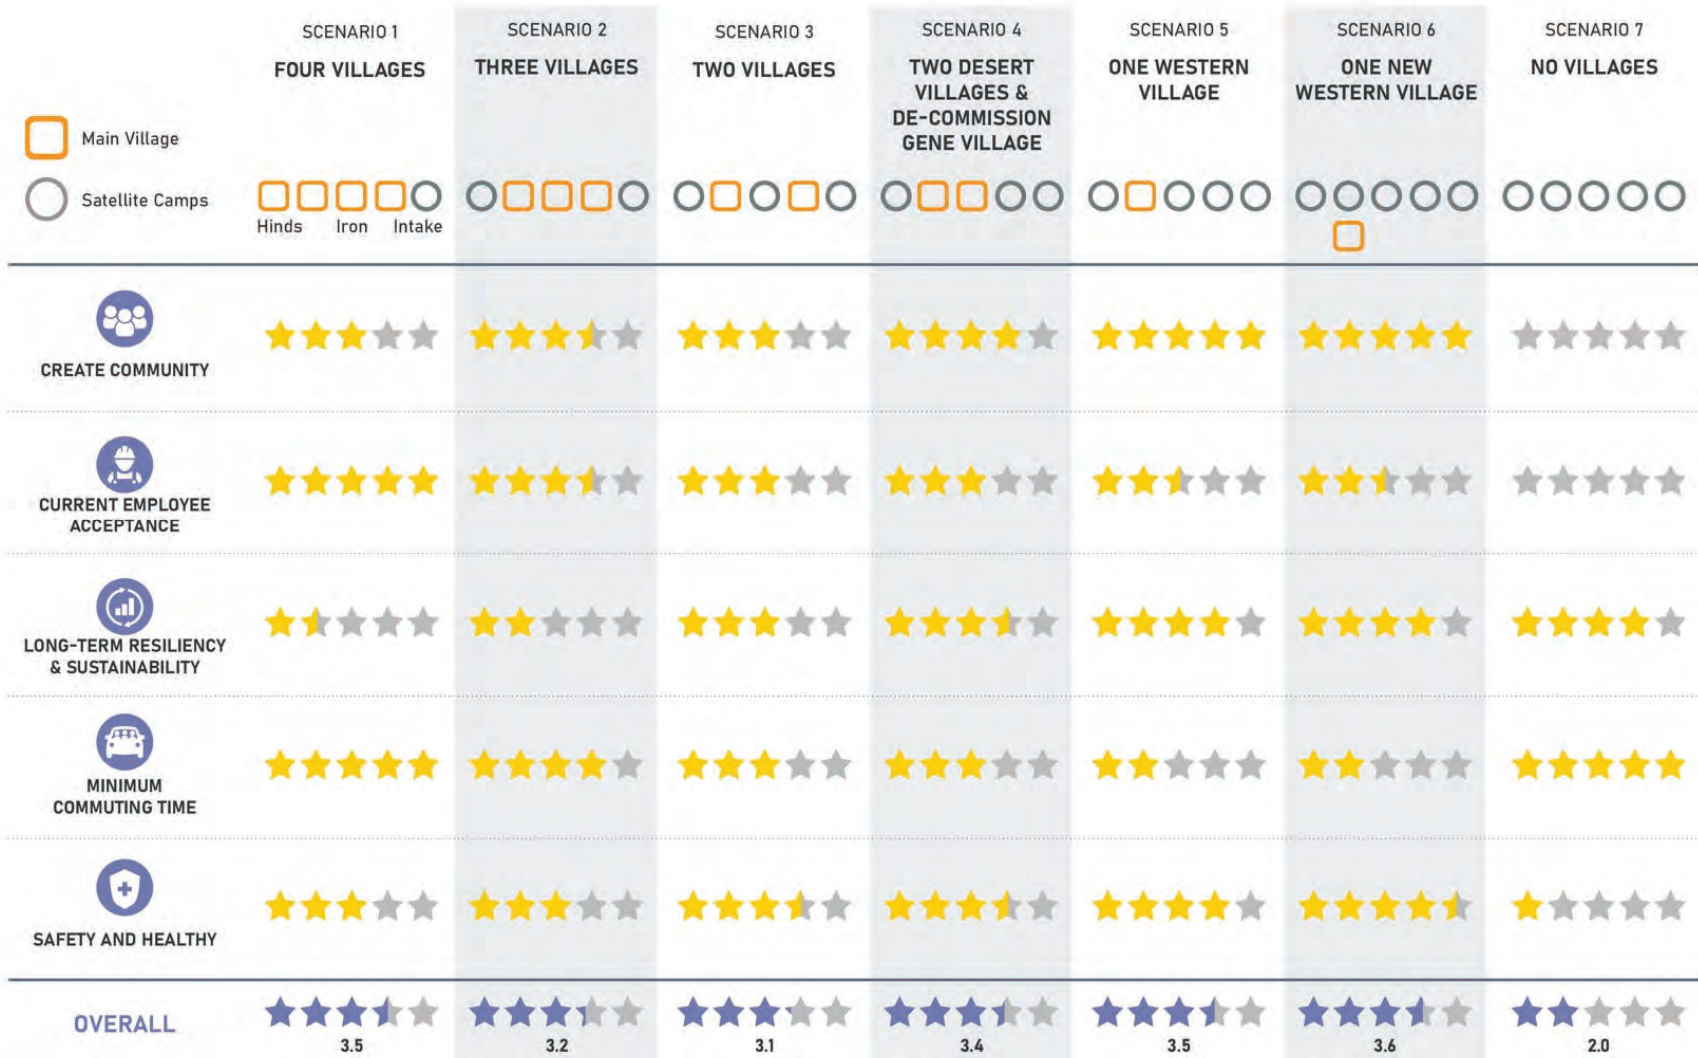 SCENARIO 1
FOUR VILLAGES
SCENARIO 2
THREE VILLAGES
SCENARIO 3
TWO VILLAGES
SCENARIO 4
TWO DESERT
VILLAGES &
DE-COMMISSION
GENE VILLAGE
SCENARIO 5
ONE WESTERN
VILLAGE
SCENARIO 6
ONE NEW
WESTERN VILLAGE
SCENARIO 7
NO VILLAGES
Main Village
Satellite Camps
Hinds Iron Intake
CREATE COMMUNITY
CURRENT EMPLOYEE
ACCEPTANCE
LONG-TERM RESILIENCY
& SUSTAINABILITY
MINIMUM
COMMUTING TIME
SAFETY AND HEALTHY
OVERALL
3.5 3.2 3.1 3.4 3.5 3.6 2.0